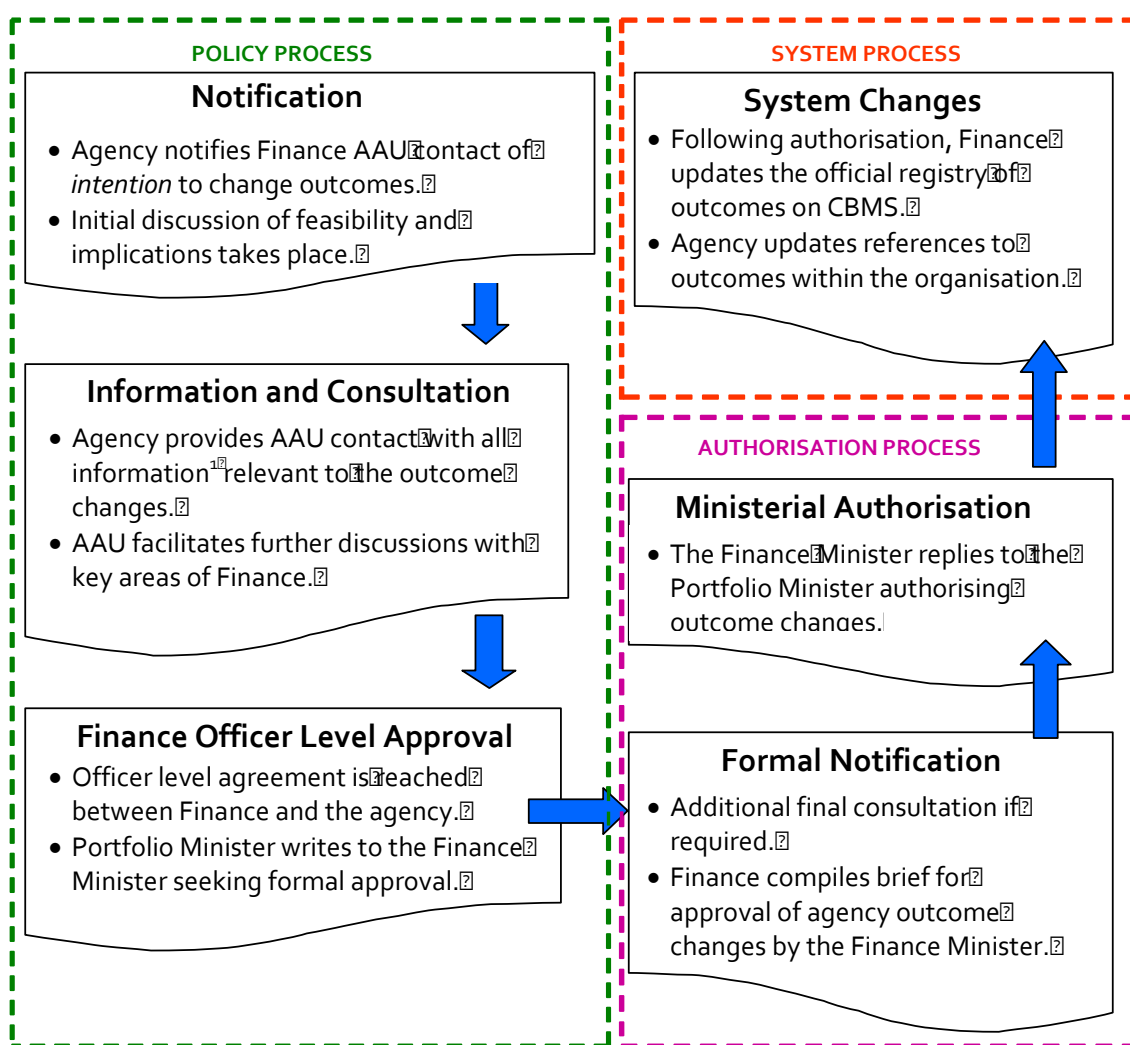 POLICY PROCESS
Notification
• Agency notifies Finance AAU contact of
intention to change outcomes.
• Initial discussion of feasibility and
implications takes place.
Information and Consultation
• Agency provides AAU contact with all
information¹ relevant to the outcome
changes.
• AAU facilitates further discussions with
key areas of Finance.
Finance Officer Level Approval
• Officer level agreement is reached
between Finance and the agency.
• Portfolio Minister writes to the Finance
Minister seeking formal approval.
SYSTEM PROCESS
System Changes
• Following authorisation, Finance
updates the official registry of
outcomes on CBMS.
• Agency updates references to
outcomes within the organisation.
AUTHORISATION PROCESS
Ministerial Authorisation
• The Finance Minister replies to the
Portfolio Minister authorising
outcome changes.
Formal Notification
• Additional final consultation if
required.
• Finance compiles brief for
approval of agency outcome
changes by the Finance Minister.